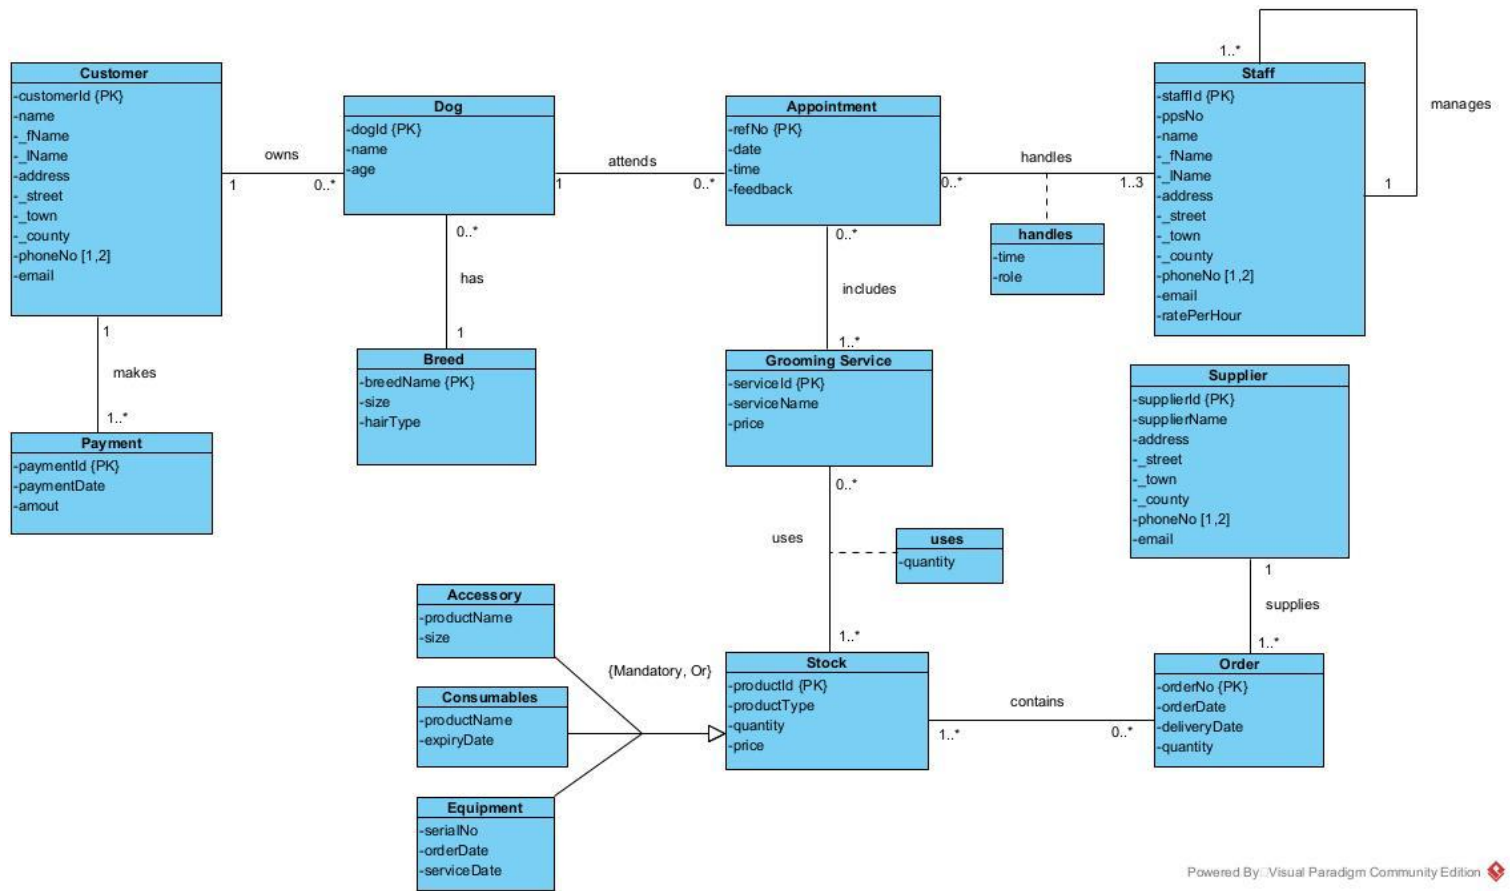 Customer
-customerId {PK}
-name
-_fName
-_lName
-address
-_street
-_town
-_county
-phoneNo [1,2]
-email
owns
1
0..*
Dog
-dogId {PK}
-name
-age
attends
1
0..*
Appointment
-refNo {PK}
-date
-time
-feedback
handles
0..*
1..3
handles
-time
-role
1..*
Staff
-staffId {PK}
-ppsNo
-name
-_fName
-_lName
-address
-_street
-_town
-_county
-phoneNo [1,2]
-email
-ratePerHour
manages
1
1
makes
1..*
Payment
-paymentId {PK}
-paymentDate
-amout
0..*
has
1
Breed
-breedName {PK}
-size
-hairType
0..*
includes
1..*
Grooming Service
-serviceId {PK}
-serviceName
-price
0..*
uses
1..*
uses
-quantity
Supplier
-supplierId {PK}
-supplierName
-address
-_street
-_town
-_county
-phoneNo [1,2]
-email
1
supplies
1..*
Accessory
-productName
-size
Consumables
-productName
-expiryDate
Equipment
-serialNo
-orderDate
-serviceDate
{Mandatory, Or}
Stock
-productId {PK}
-productType
-quantity
-price
contains
1..*
0..*
Order
-orderNo {PK}
-orderDate
-deliveryDate
-quantity
Powered By Visual Paradigm Community Edition